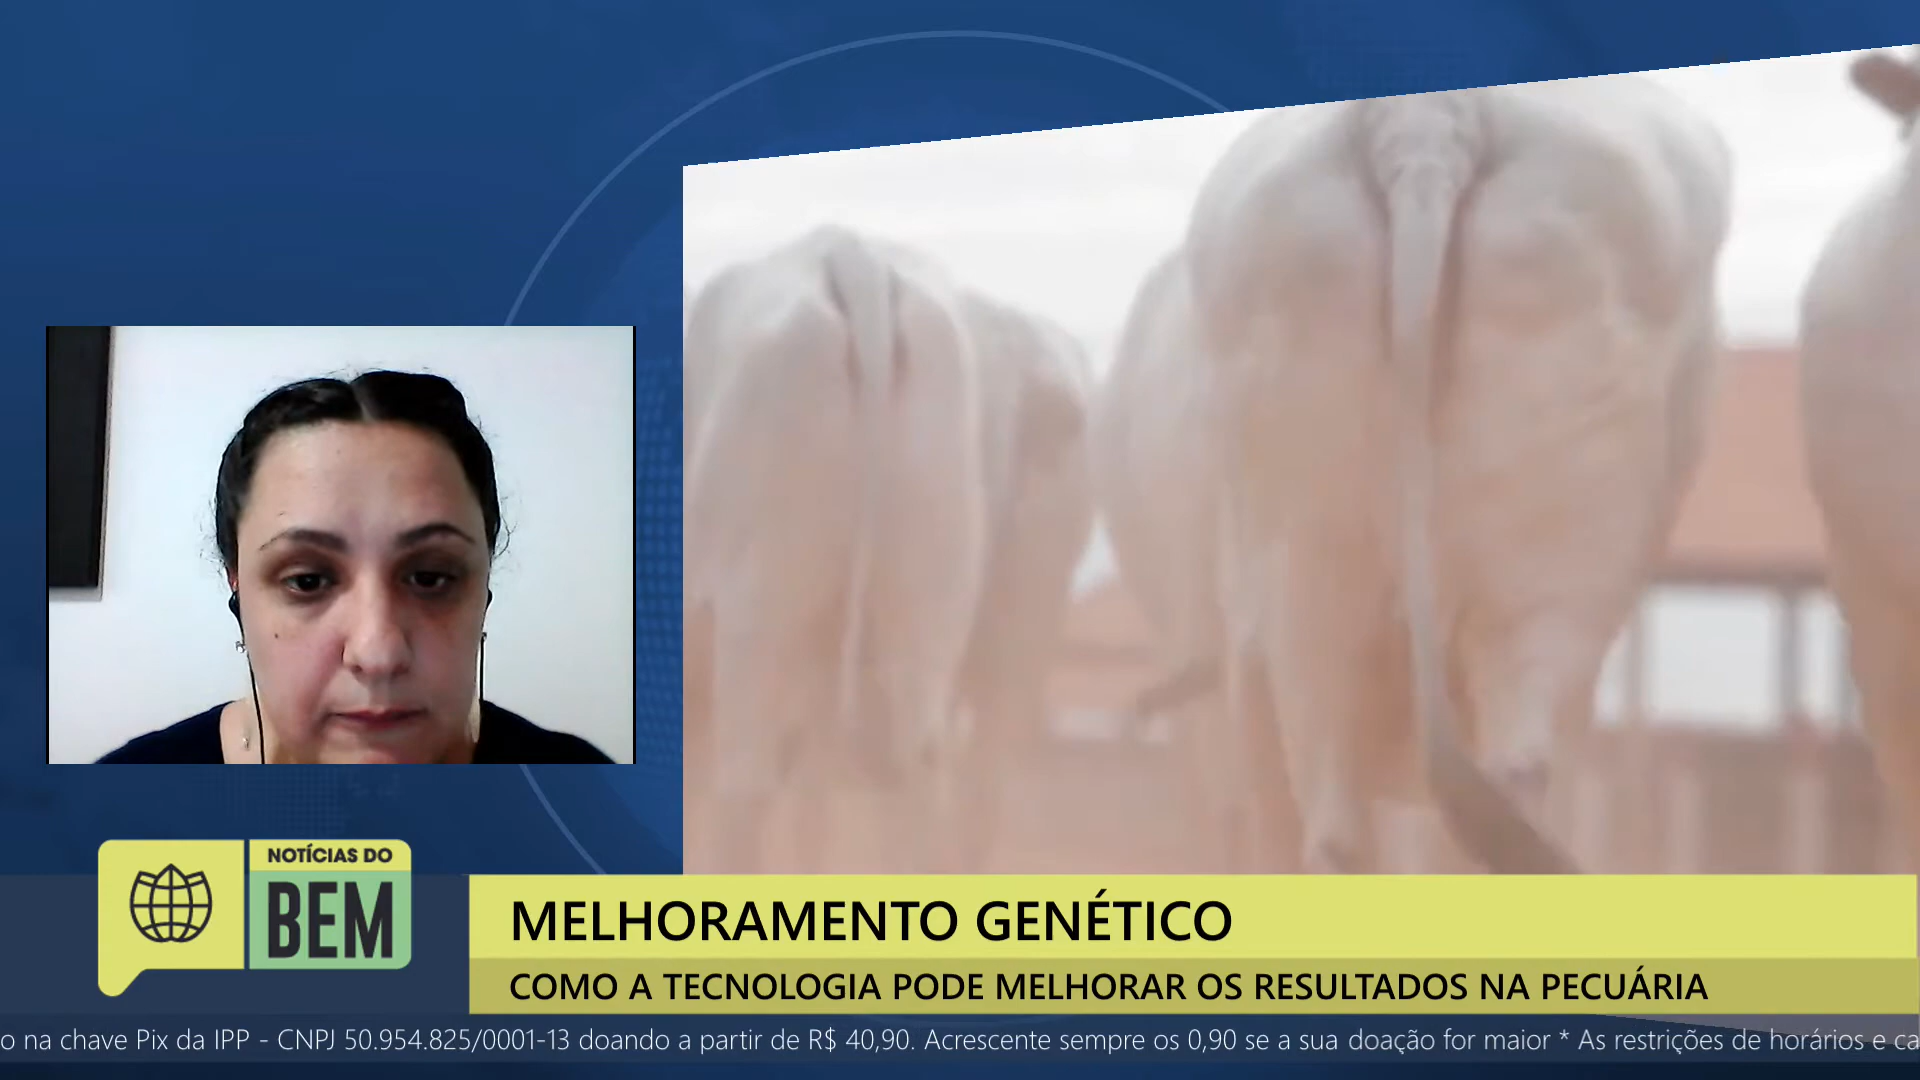 NOTÍCIAS DO
BEM
MELHORAMENTO GENÉTICO
COMO A TECNOLOGIA PODE MELHORAR OS RESULTADOS NA PECUÁRIA
o na chave Pix da IPP - CNPJ 50.954.825/0001-13 doando a partir de R$ 40,90. Acrescente sempre os 0,90 se a sua doação for maior * As restrições de horários e ca